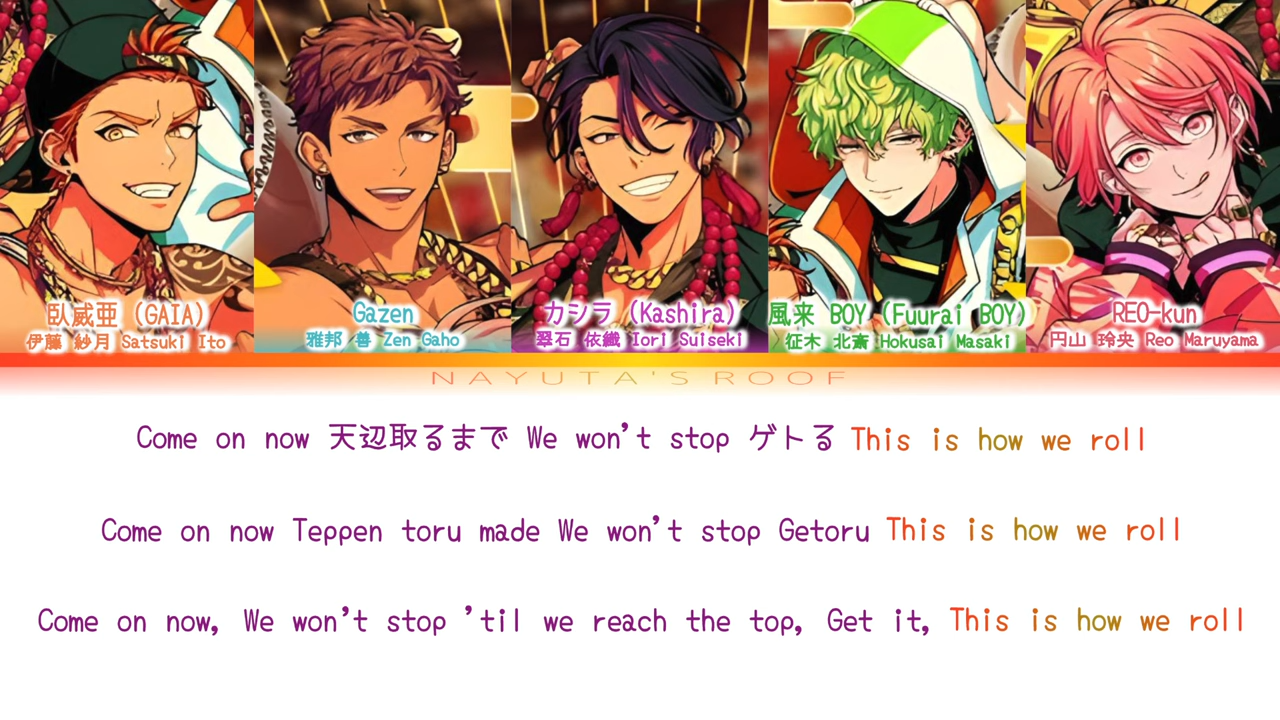 臥威亜 (GAIA)
伊藤 紗月 Satsuki Ito
Gazen
雅邦 善 Zen Gaho
カシラ (Kashira)
翠石 依織 Iori Suiseki
風来 BOY (Fuurai BOY)
征木 北斎 Hokusai Masaki
REO-kun
円山 玲央 Reo Maruyama
NAYUTA'S ROOF
Come on now 天辺取るまで We won't stop ゲトる This is how we roll
Come on now Teppen toru made We won't stop Getoru This is how we roll
Come on now, We won't stop 'til we reach the top, Get it, This is how we roll